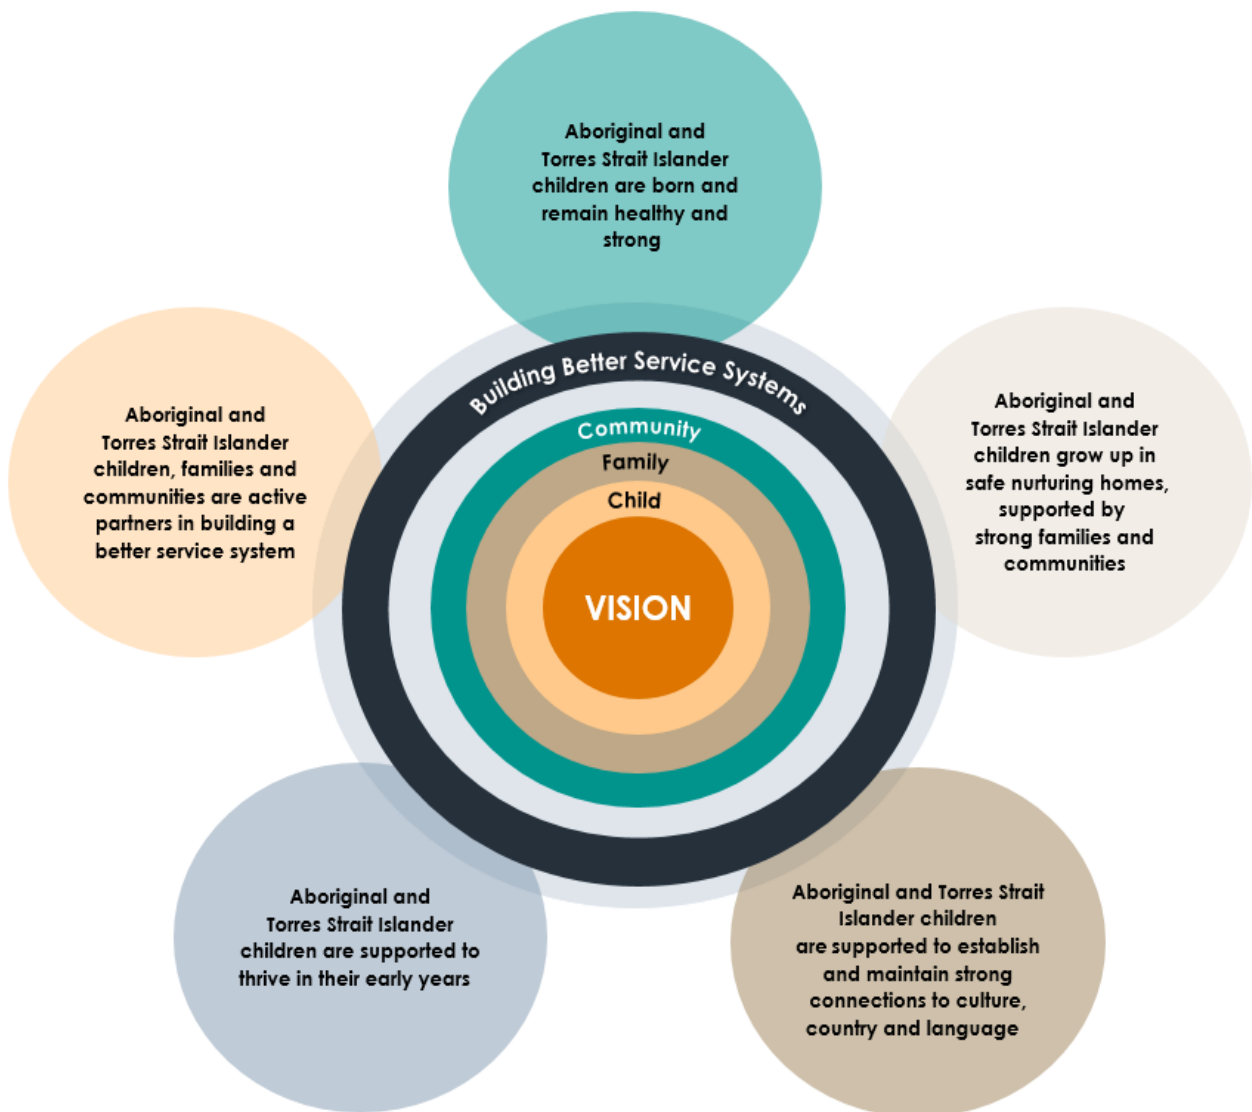 Aboriginal and
Torres Strait Islander
children are born and
remain healthy and
strong
Building Better Service Systems
Community
Family
Child
VISION
Aboriginal and
Torres Strait Islander
children, families and
communities are active
partners in building a
better service system
Aboriginal and
Torres Strait Islander
children grow up in
safe nurturing homes,
supported by
strong families and
communities
Aboriginal and
Torres Strait Islander
children are supported to
thrive in their early years
Aboriginal and Torres Strait
Islander children
are supported to establish
and maintain strong
connections to culture,
country and language